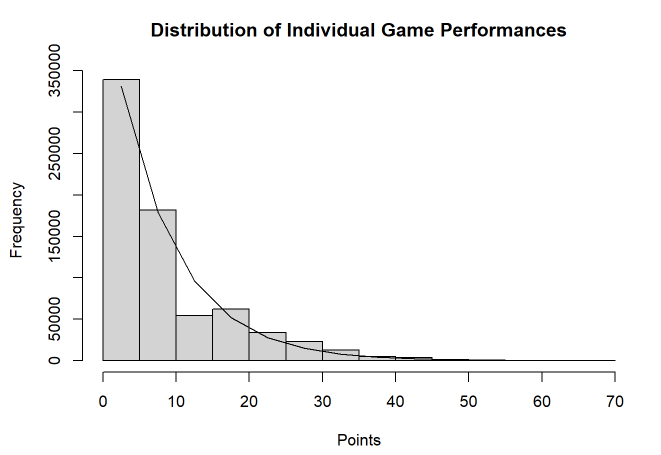 Distribution of Individual Game Performances
Frequency
350000
250000
150000
50000
0
0 10 20 30 40 50 60 70
Points